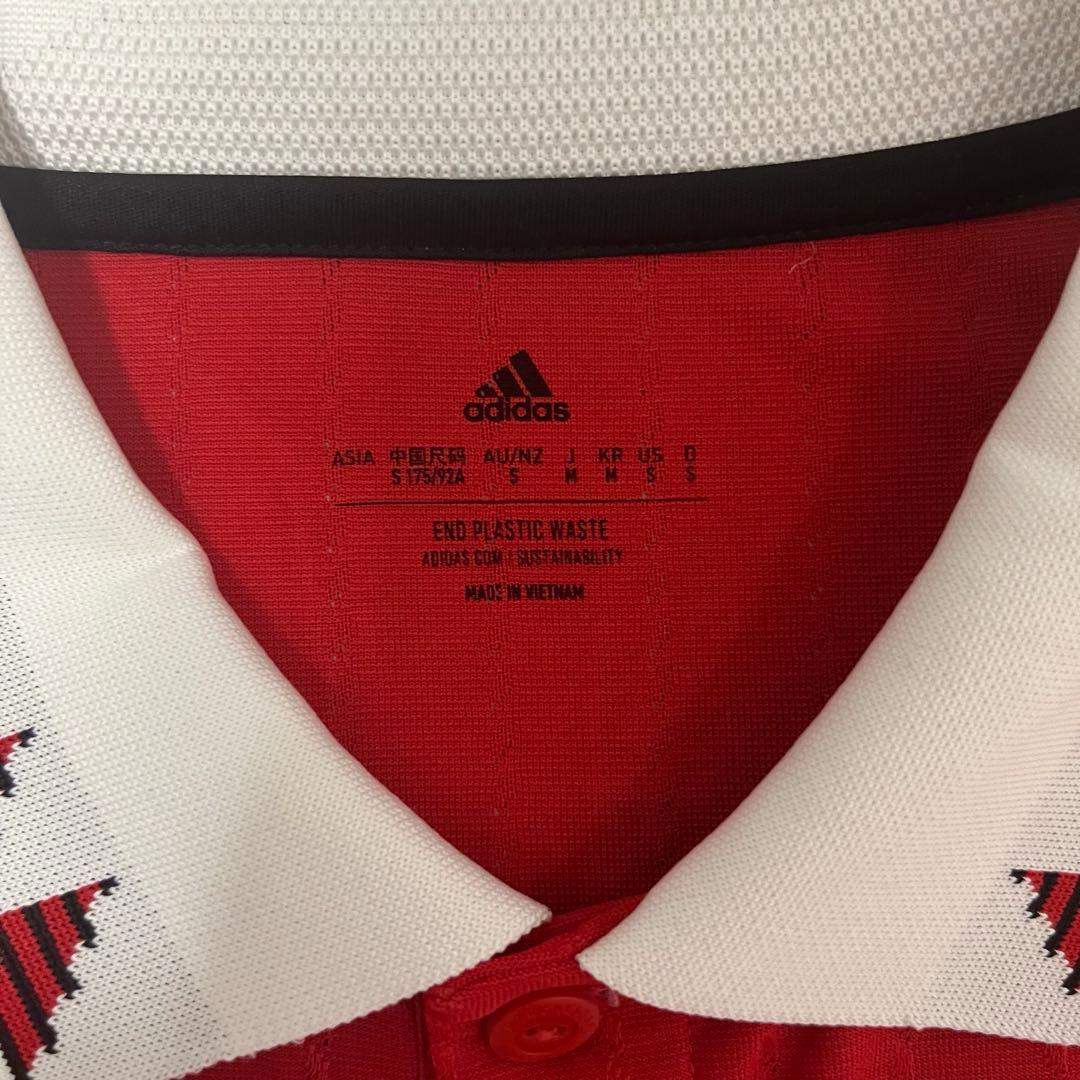 adidas
ASIA 中国尺码 AU/NZ J KR US D
S 175/92A S M M S S
END PLASTIC WASTE
ADIDAS.COM / SUSTAINABILITY
MADE IN VIETNAM